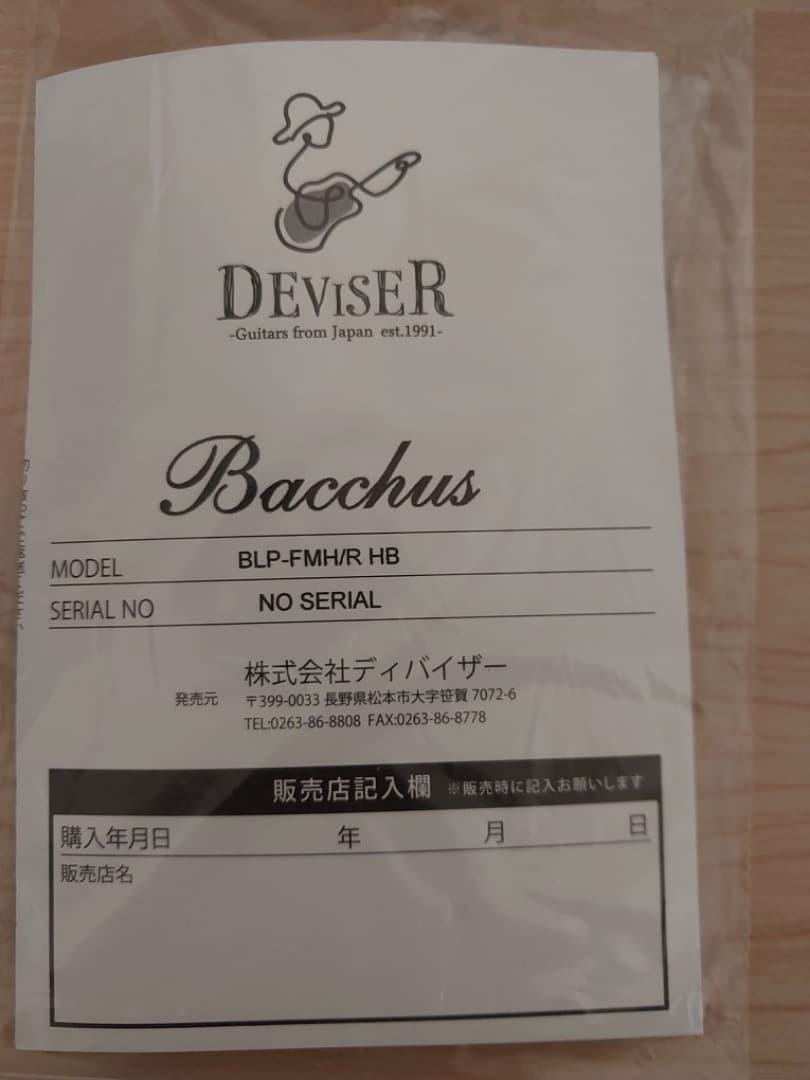 DEVISER
-Guitars from Japan est.1991-
Bacchus
MODEL BLP-FMH/R HB
SERIAL NO NO SERIAL
株式会社ディバイザー
発売元 〒399-0033 長野県松本市大字笹賀 7072-6
TEL:0263-86-8808 FAX:0263-86-8778
販売店記入欄 ※販売時に記入お願いします
購入年月日 年 月 日
販売店名